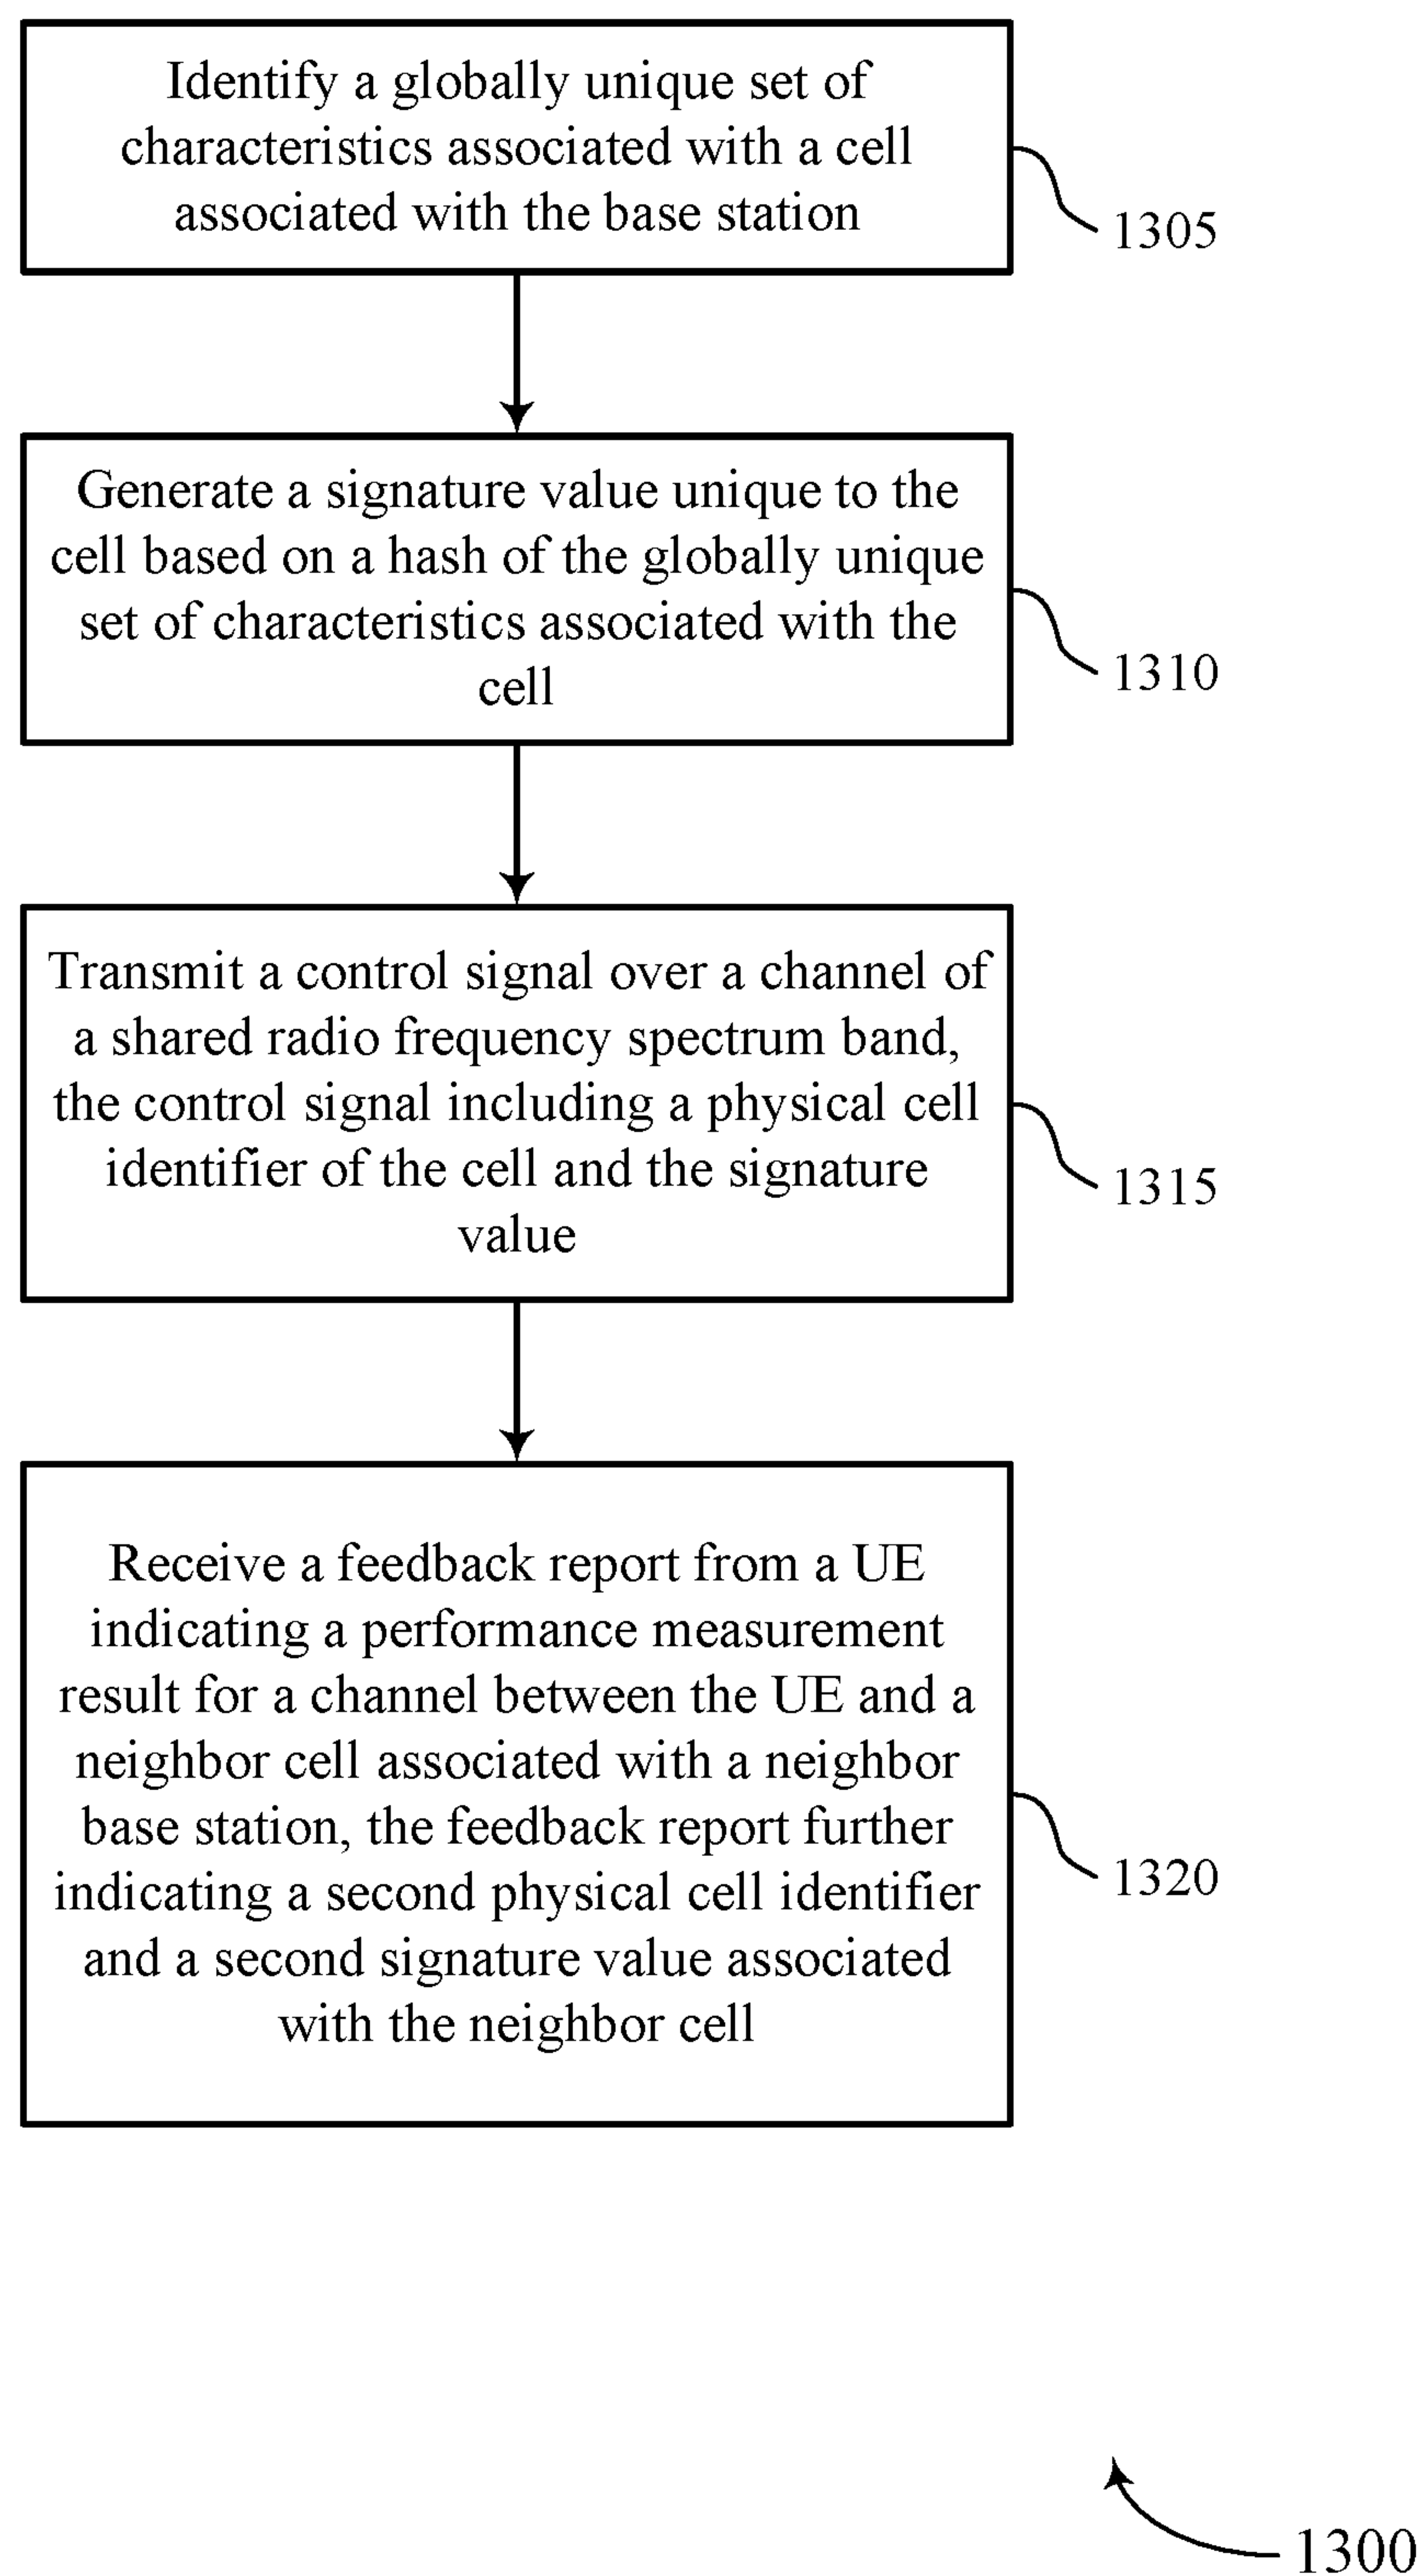 Identify a globally unique set of
characteristics associated with a cell
associated with the base station
1305
Generate a signature value unique to the
cell based on a hash of the globally unique
set of characteristics associated with the
cell
1310
Transmit a control signal over a channel of
a shared radio frequency spectrum band,
the control signal including a physical cell
identifier of the cell and the signature
value
1315
Receive a feedback report from a UE
indicating a performance measurement
result for a channel between the UE and a
neighbor cell associated with a neighbor
base station, the feedback report further
indicating a second physical cell identifier
and a second signature value associated
with the neighbor cell
1320
1300